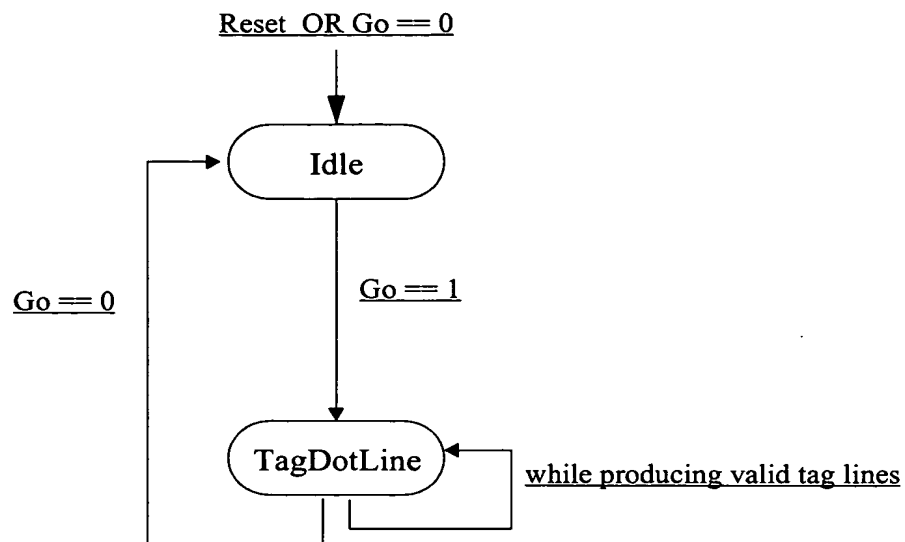 Reset OR Go == 0
Idle
Go == 0
Go == 1
TagDotLine
while producing valid tag lines